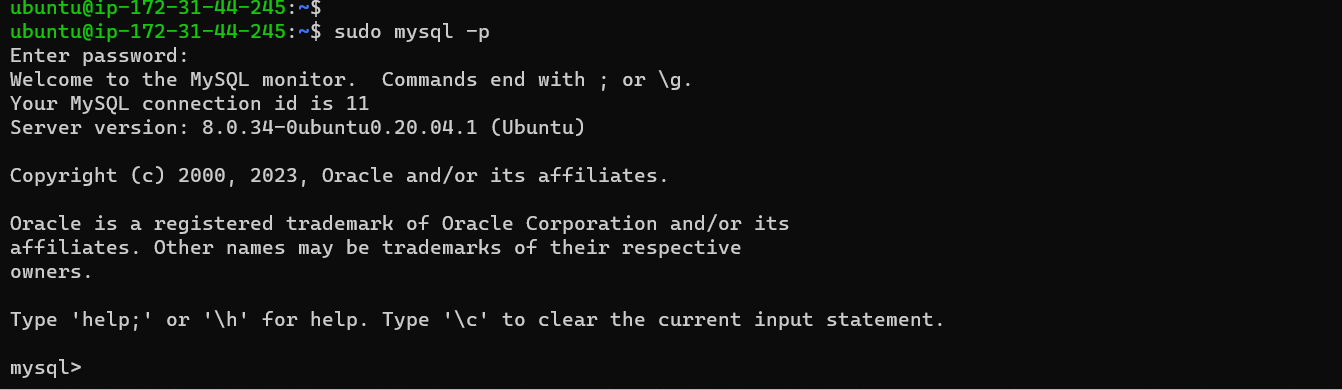 ubuntu@ip-172-31-44-245:~$
ubuntu@ip-172-31-44-245:~$ sudo mysql -p
Enter password:
Welcome to the MySQL monitor.  Commands end with ; or \g.
Your MySQL connection id is 11
Server version: 8.0.34-0ubuntu0.20.04.1 (Ubuntu)
Copyright (c) 2000, 2023, Oracle and/or its affiliates.
Oracle is a registered trademark of Oracle Corporation and/or its
affiliates. Other names may be trademarks of their respective
owners.
Type 'help;' or '\h' for help. Type '\c' to clear the current input statement.
mysql>